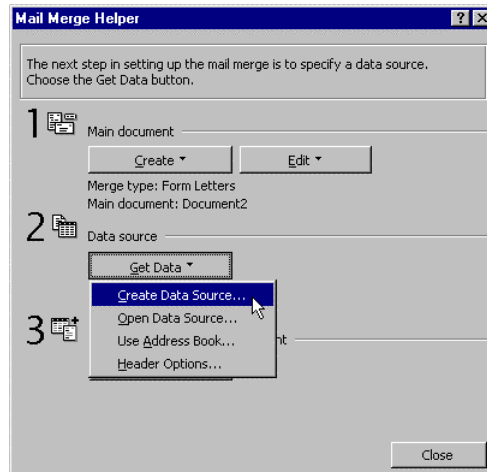 Mail Merge Helper
The next step in setting up the mail merge is to specify a data source.
Choose the Get Data button.
1
Main document
Create
Edit
Merge type: Form Letters
Main document: Document2
2
Data source
Get Data
Create Data Source...
Open Data Source...
3
Use Address Book...
nt
Header Options...
Close